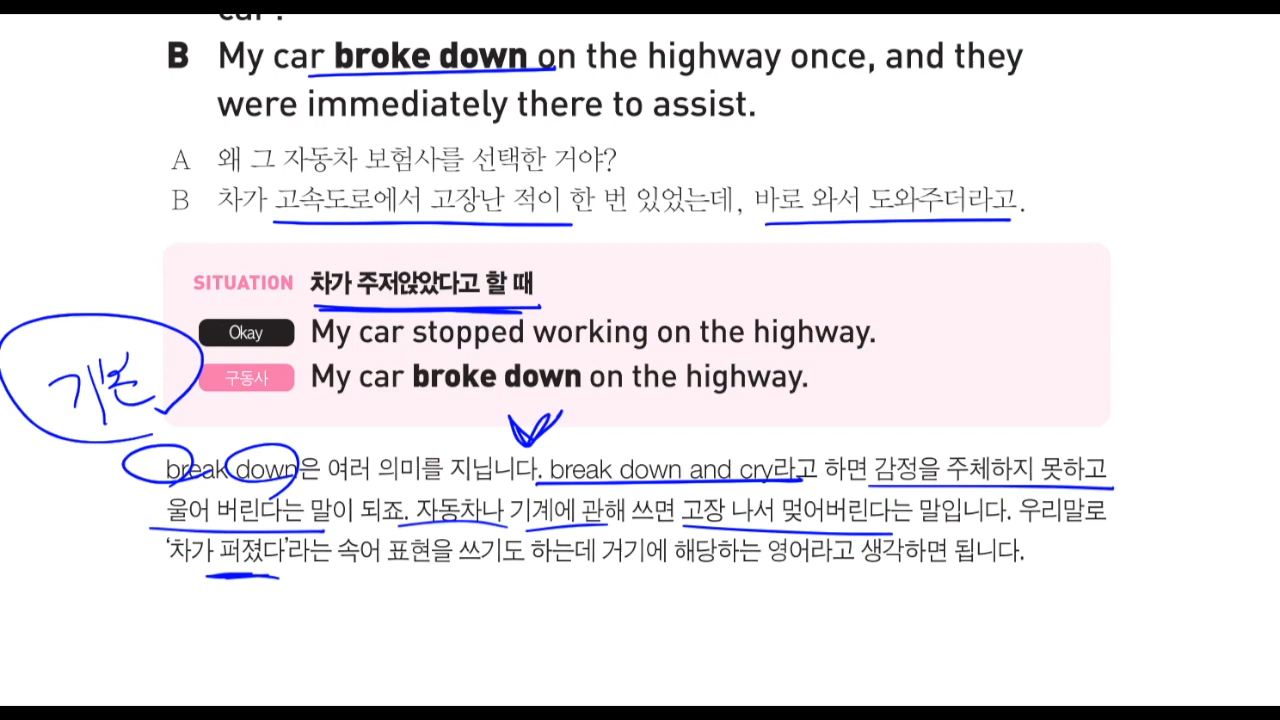 car?
B My car broke down on the highway once, and they
were immediately there to assist.
A 왜 그 자동차 보험사를 선택한 거야?
B 차가 고속도로에서 고장난 적이 한 번 있었는데, 바로 와서 도와주더라고.
SITUATION 차가 주저앉았다고 할 때
Okay My car stopped working on the highway.
구동사 My car broke down on the highway.
기본
break down은 여러 의미를 지닙니다. break down and cry라고 하면 감정을 주체하지 못하고
울어 버린다는 말이 되죠. 자동차나 기계에 관해 쓰면 고장 나서 멎어버린다는 말입니다. 우리말로
‘차가 퍼졌다’라는 속어 표현을 쓰기도 하는데 거기에 해당하는 영어라고 생각하면 됩니다.